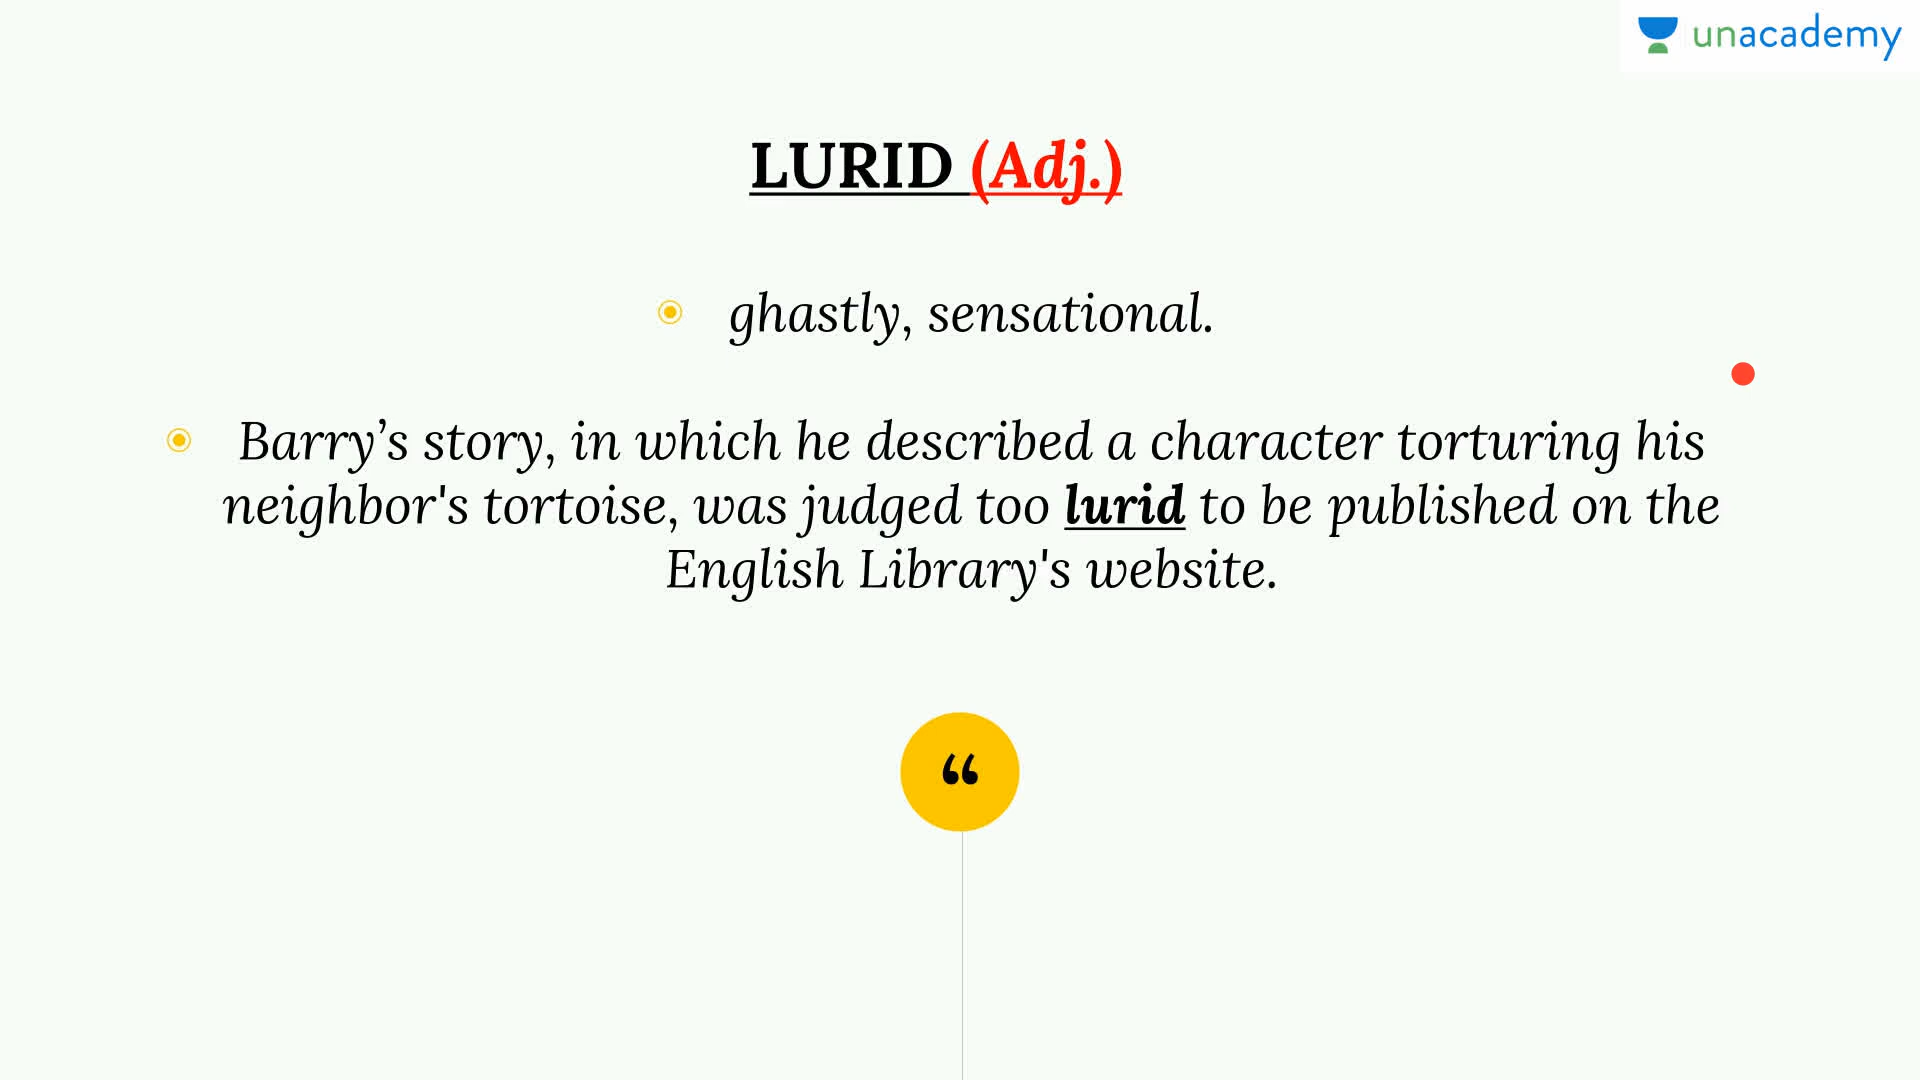 unacademy
LURID (Adj.)
ghastly, sensational.
Barry’s story, in which he described a character torturing his
neighbor's tortoise, was judged too lurid to be published on the
English Library's website.
“